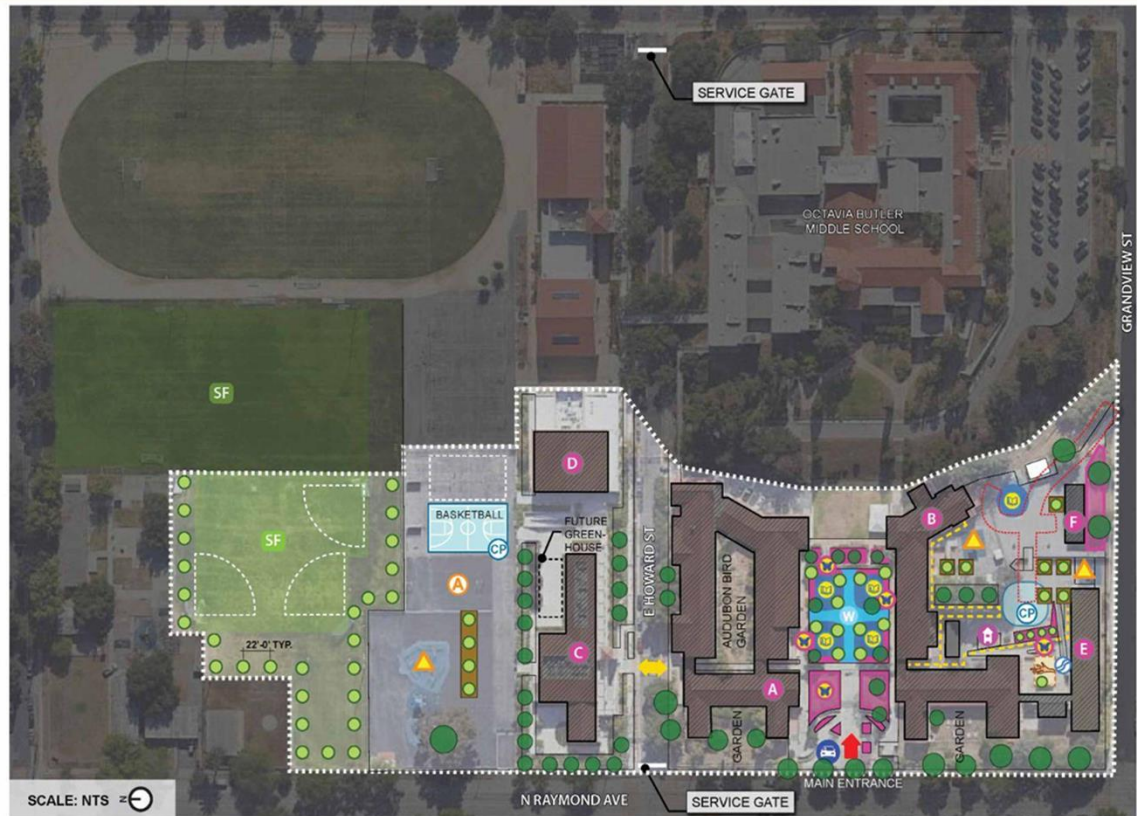 SERVICE GATE
OCTAVIA BUTLER
MIDDLE SCHOOL
GRANDVIEW ST
SF
D
BASKETBALL
CP
FUTURE
GREEN-
HOUSE
E HOWARD ST
B
F
SF
A
AUDUBON BIRD
GARDEN
W
CP
22'-0' TYP.
C
E
A
GARDEN
GARDEN
MAIN ENTRANCE
SCALE: NTS
N
N RAYMOND AVE
SERVICE GATE